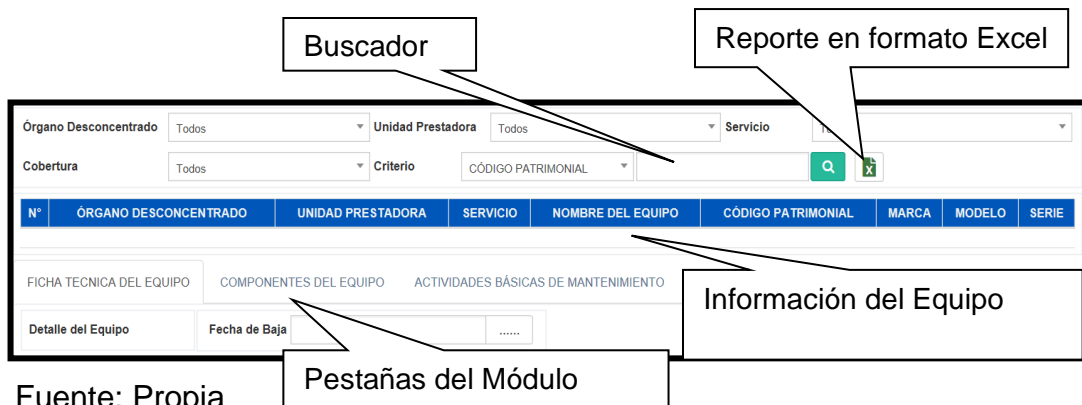 Buscador
Reporte en formato Excel
Órgano Desconcentrado Todos Unidad Prestadora Todos Servicio
Cobertura Todos Criterio CÓDIGO PATRIMONIAL
N° ÓRGANO DESCONCENTRADO UNIDAD PRESTADORA SERVICIO NOMBRE DEL EQUIPO CÓDIGO PATRIMONIAL MARCA MODELO SERIE
FICHA TECNICA DEL EQUIPO COMPONENTES DEL EQUIPO ACTIVIDADES BÁSICAS DE MANTENIMIENTO
Información del Equipo
Detalle del Equipo Fecha de Baja ......
Pestañas del Módulo
Fuente: Propia